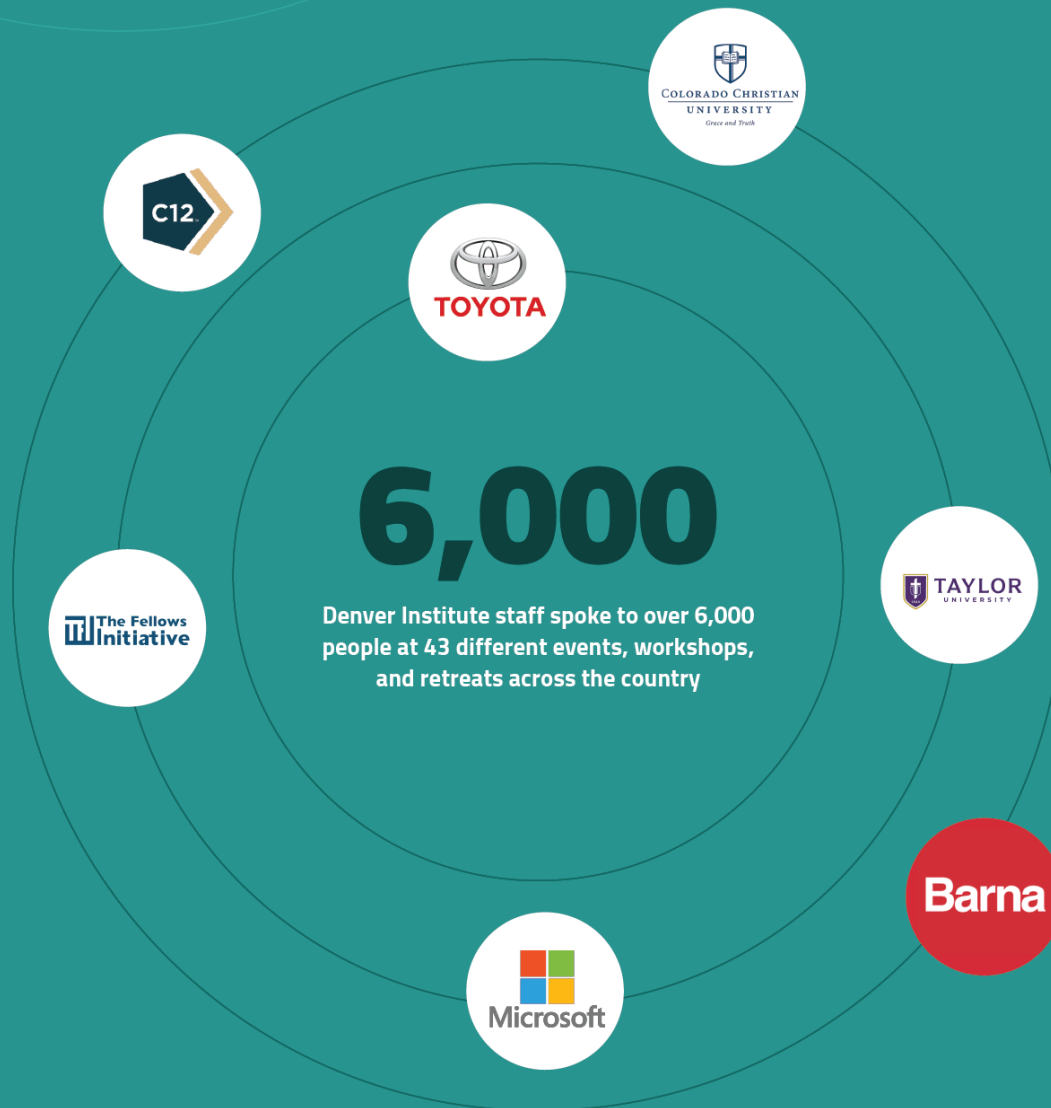 COLORADO CHRISTIAN
UNIVERSITY
Grace and Truth
C12
TOYOTA
6,000
Denver Institute staff spoke to over 6,000
people at 43 different events, workshops,
and retreats across the country
TAYLOR
UNIVERSITY
TFI
The Fellows
Initiative
Barna
Microsoft